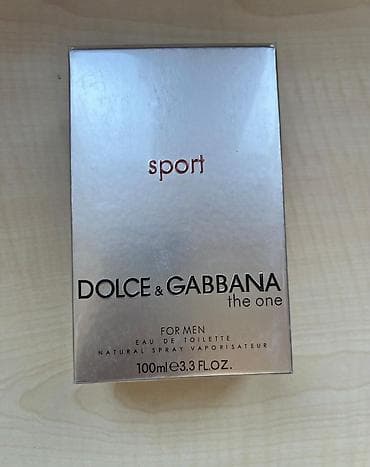 sport
DOLCE & GABBANA
the one
FOR MEN
EAU DE TOILETTE
NATURAL SPRAY VAPORISATEUR
100ml℮3.3 FL.OZ.